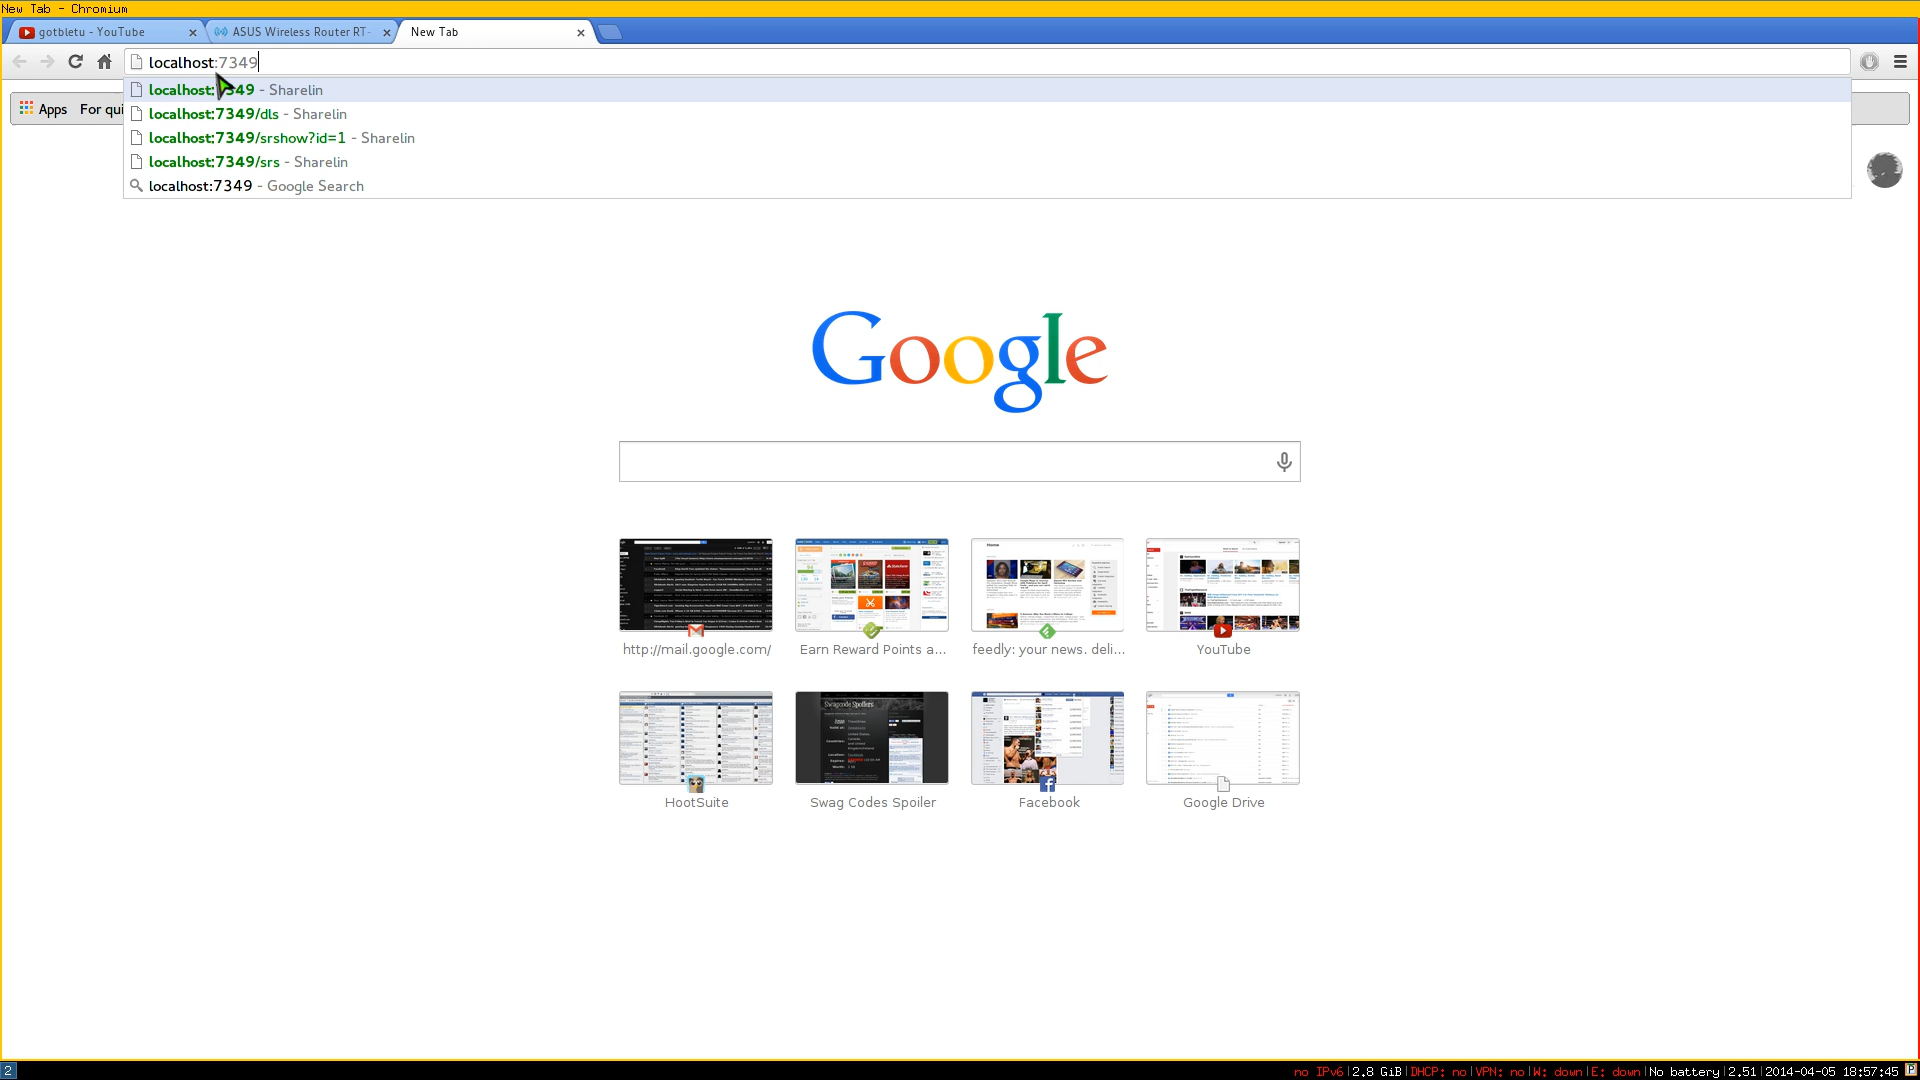 New Tab - Chromium
gotbletu - YouTube
ASUS Wireless Router RT-
New Tab
localhost:7349
localhost:7349 - Sharelin
localhost:7349/dls - Sharelin
localhost:7349/srshow?id=1 - Sharelin
localhost:7349/srs - Sharelin
localhost:7349 - Google Search
Apps
For qui
Google
http://mail.google.com/
Earn Reward Points a...
feedly: your news. deli...
YouTube
HootSuite
Swag Codes Spoiler
Facebook
Google Drive
2
no IPv6|2.8 GiB|DHCP: no|VPN: no|W: down|E: down|No battery|2.51|2014-04-05 18:57:45